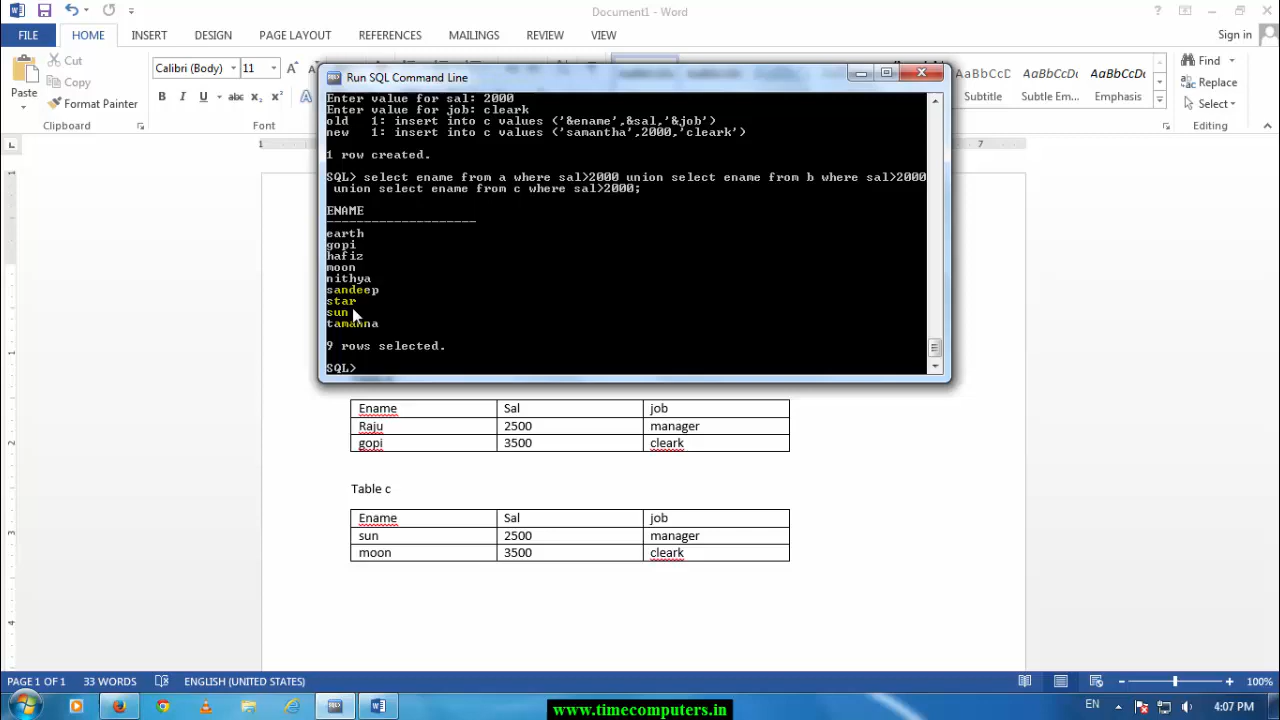 Document1 - Word
Sign in
FILE HOME INSERT DESIGN PAGE LAYOUT REFERENCES MAILINGS REVIEW VIEW
Paste
Cut
Copy
Format Painter
Clipboard
Calibri (Body) 11
B I U abc x₂ x²
AaBbCcD AaBbCcDc AaBbCcDc
Subtitle Subtle Em... Emphasis
Find
Replace
Select
Editing
Run SQL Command Line
Enter value for sal: 2000
Enter value for job: cleark
old 1: insert into c values ('&ename',&sal,'&job')
new 1: insert into c values ('samantha',2000,'cleark')
1 row created.
SQL> select ename from a where sal>2000 union select ename from b where sal>2000
union select ename from c where sal>2000;
ENAME
--------------------
earth
gopi
hafiz
moon
nithya
sandeep
star
sun
tamanna
9 rows selected.
SQL>
Ename Sal job
Raju 2500 manager
gopi 3500 cleark
Table c
Ename Sal job
sun 2500 manager
moon 3500 cleark
PAGE 1 OF 1 33 WORDS ENGLISH (UNITED STATES) 100%
www.timecomputers.in
EN 4:07 PM